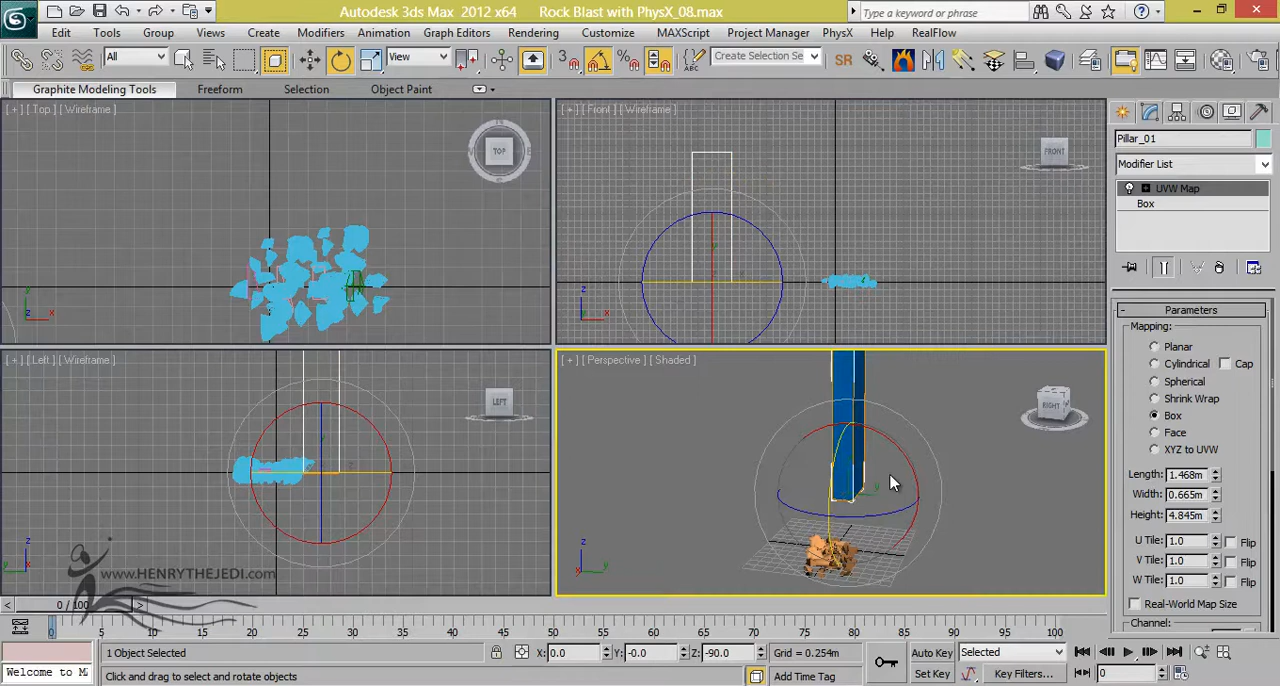 Autodesk 3ds Max 2012 x64 Rock Blast with PhysX_08.max
Type a keyword or phrase
Edit Tools Group Views Create Modifiers Animation Graph Editors Rendering Customize MAXScript Project Manager PhysX Help RealFlow
All
View
3
Create Selection Se
SR
Graphite Modeling Tools Freeform Selection Object Paint
[ + ] [ Top ] [ Wireframe ]
TOP
[ + ] [ Front ] [ Wireframe ]
FRONT
[ + ] [ Left ] [ Wireframe ]
LEFT
[ + ] [ Perspective ] [ Shaded ]
RIGHT
www.HENRYTHEJEDI.com
Pillar_01
Modifier List
UVW Map
Box
Parameters
Mapping:
Planar
Cylindrical Cap
Spherical
Shrink Wrap
Box
Face
XYZ to UVW
Length: 1.468m
Width: 0.665m
Height: 4.845m
U Tile: 1.0 Flip
V Tile: 1.0 Flip
W Tile: 1.0 Flip
Real-World Map Size
Channel:
0 / 100
0 5 10 15 20 25 30 35 40 45 50 55 60 65 70 75 80 85 90 95 100
1 Object Selected
X: 0.0 Y: -0.0 Z: -90.0 Grid = 0.254m
Auto Key Selected
Welcome to M
Click and drag to select and rotate objects
Add Time Tag
Set Key Key Filters... 0